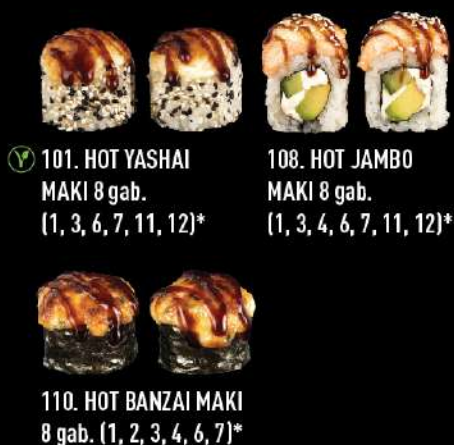 101. HOT YASHAI
MAKI 8 gab.
(1, 3, 6, 7, 11, 12)*
108. HOT JAMBO
MAKI 8 gab.
(1, 3, 4, 6, 7, 11, 12)*
110. HOT BANZAI MAKI
8 gab. (1, 2, 3, 4, 6, 7)*